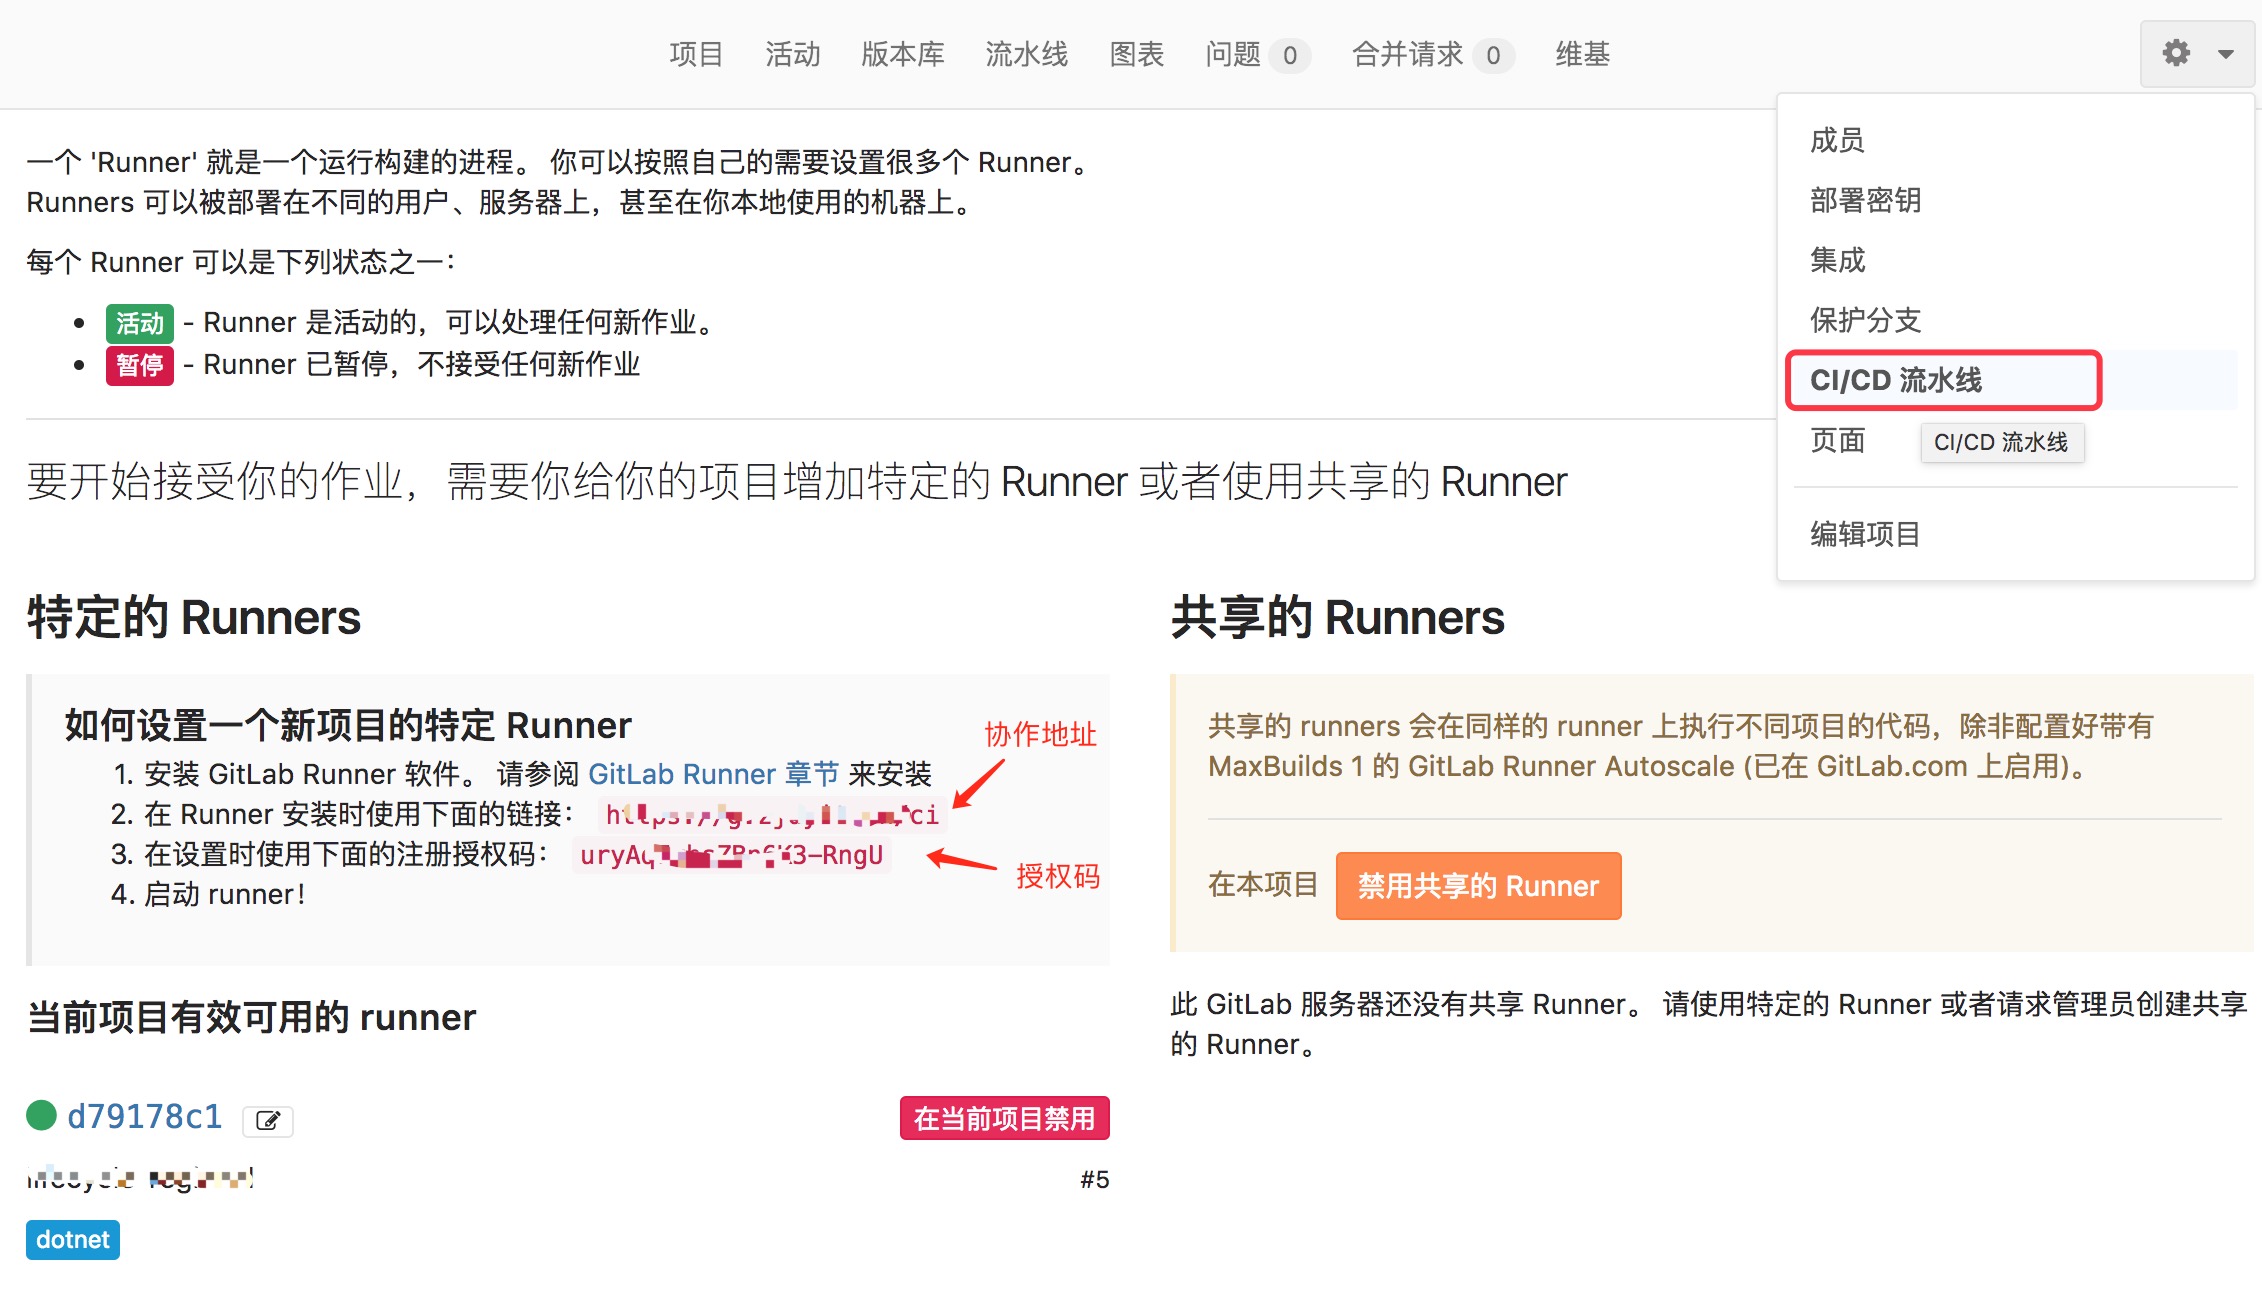 项目 活动 版本库 流水线 图表 问题 0 合并请求 0 维基
成员
部署密钥
集成
保护分支
CI/CD 流水线
页面
CI/CD 流水线
编辑项目
一个 'Runner' 就是一个运行构建的进程。 你可以按照自己的需要设置很多个 Runner。
Runners 可以被部署在不同的用户、服务器上，甚至在你本地使用的机器上。
每个 Runner 可以是下列状态之一：
• 活动 - Runner 是活动的，可以处理任何新作业。
• 暂停 - Runner 已暂停，不接受任何新作业
要开始接受你的作业， 需要你给你的项目增加特定的 Runner 或者使用共享的 Runner
特定的 Runners
如何设置一个新项目的特定 Runner
协作地址
1. 安装 GitLab Runner 软件。 请参阅 GitLab Runner 章节 来安装
2. 在 Runner 安装时使用下面的链接：
3. 在设置时使用下面的注册授权码：
授权码
4. 启动 runner！
当前项目有效可用的 runner
d79178c1
在当前项目禁用
#5
dotnet
共享的 Runners
共享的 runners 会在同样的 runner 上执行不同项目的代码，除非配置好带有
MaxBuilds 1 的 GitLab Runner Autoscale (已在 GitLab.com 上启用)。
在本项目 禁用共享的 Runner
此 GitLab 服务器还没有共享 Runner。 请使用特定的 Runner 或者请求管理员创建共享
的 Runner。